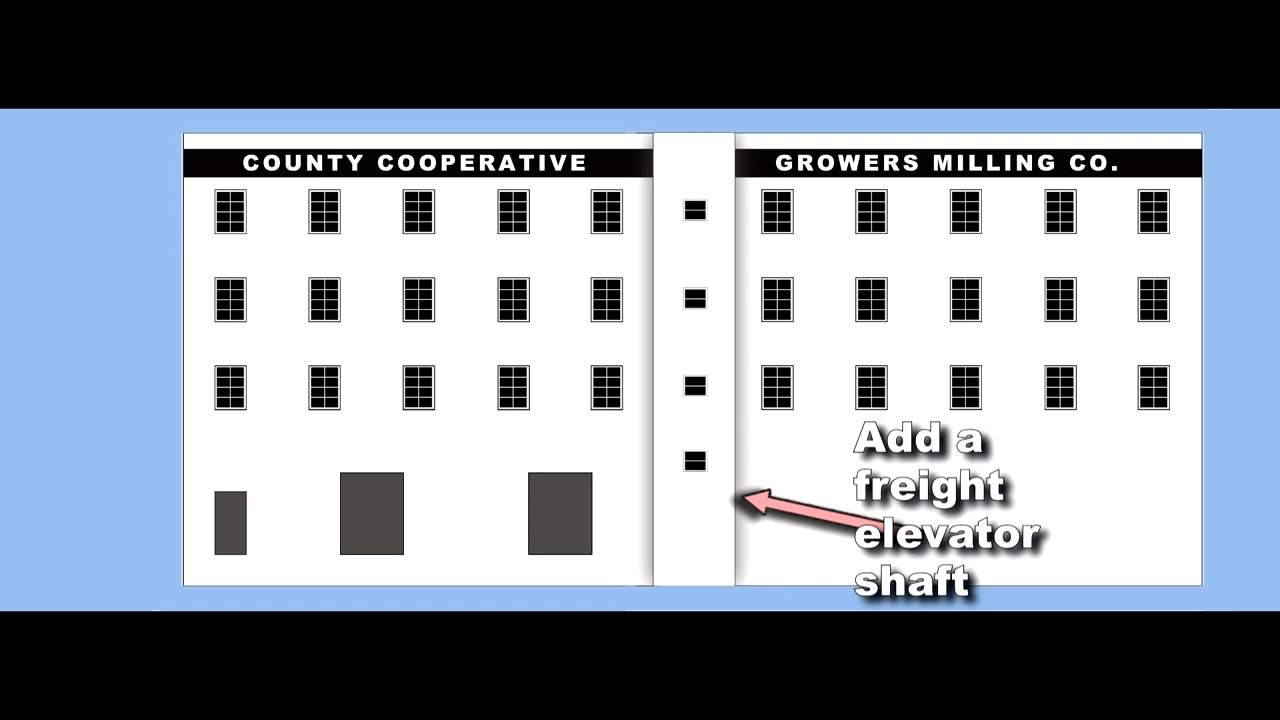 COUNTY COOPERATIVE
GROWERS MILLING CO.
Add a
freight
elevator
shaft